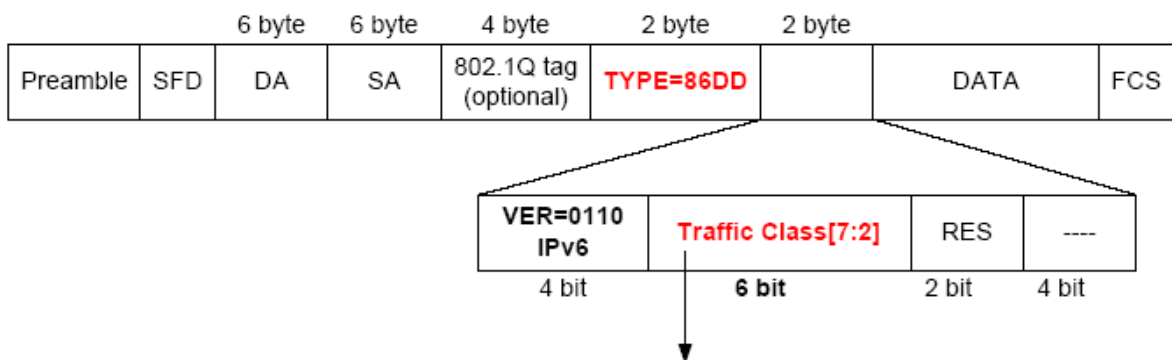 6 byte 6 byte 4 byte 2 byte 2 byte
Preamble SFD DA SA 802.1Q tag (optional) TYPE=86DD DATA FCS
VER=0110 IPv6 Traffic Class[7:2] RES ----
4 bit 6 bit 2 bit 4 bit